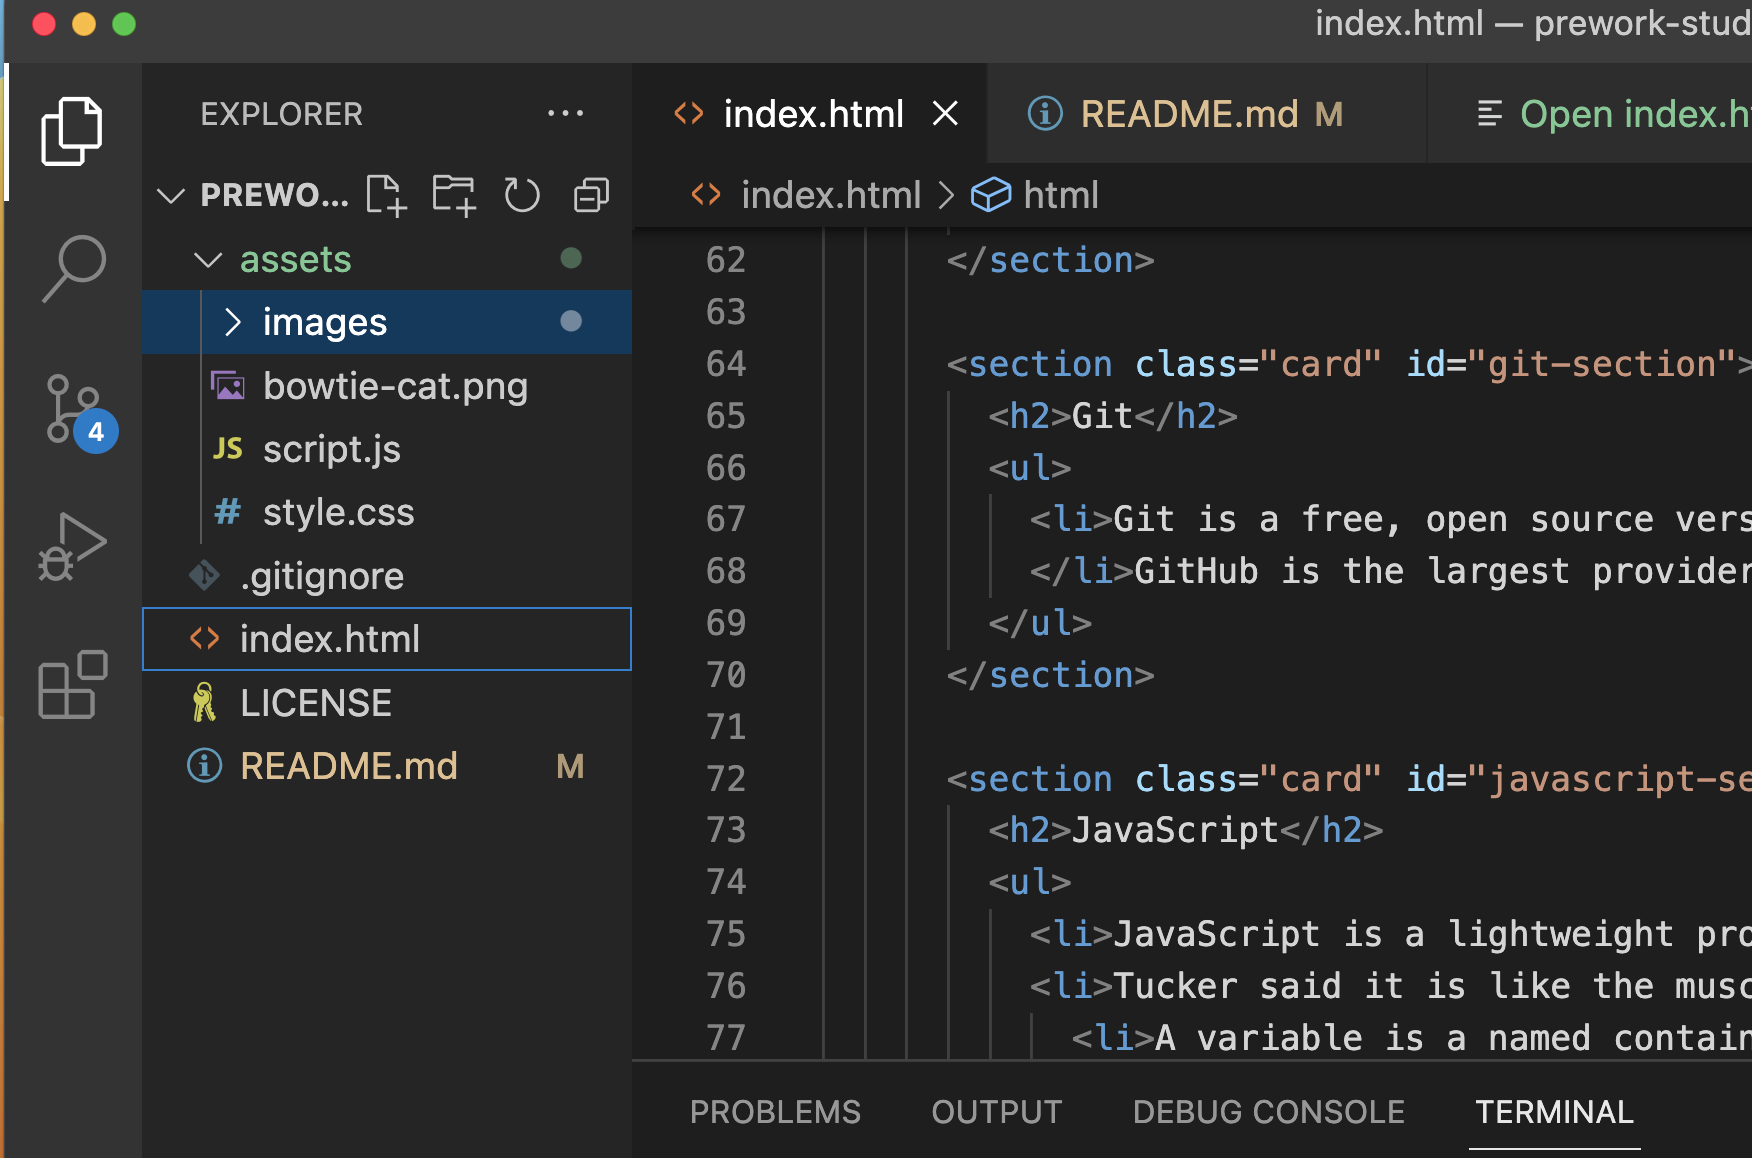 index.html — prework-stud
EXPLORER
PREWO...
assets
images
bowtie-cat.png
JS script.js
# style.css
.gitignore
index.html
LICENSE
README.md M
4
index.html README.md M Open index.h
index.html > html
62 </section>
63
64 <section class="card" id="git-section">
65 <h2>Git</h2>
66 <ul>
67 <li>Git is a free, open source vers
68 </li>GitHub is the largest provider
69 </ul>
70 </section>
71
72 <section class="card" id="javascript-se
73 <h2>JavaScript</h2>
74 <ul>
75 <li>JavaScript is a lightweight pro
76 <li>Tucker said it is like the musc
77 <li>A variable is a named contain
PROBLEMS OUTPUT DEBUG CONSOLE TERMINAL